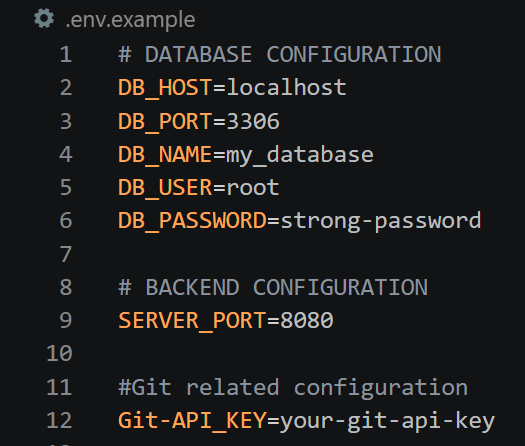 .env.example
1 # DATABASE CONFIGURATION
2 DB_HOST=localhost
3 DB_PORT=3306
4 DB_NAME=my_database
5 DB_USER=root
6 DB_PASSWORD=strong-password
7
8 # BACKEND CONFIGURATION
9 SERVER_PORT=8080
10
11 #Git related configuration
12 Git-API_KEY=your-git-api-key